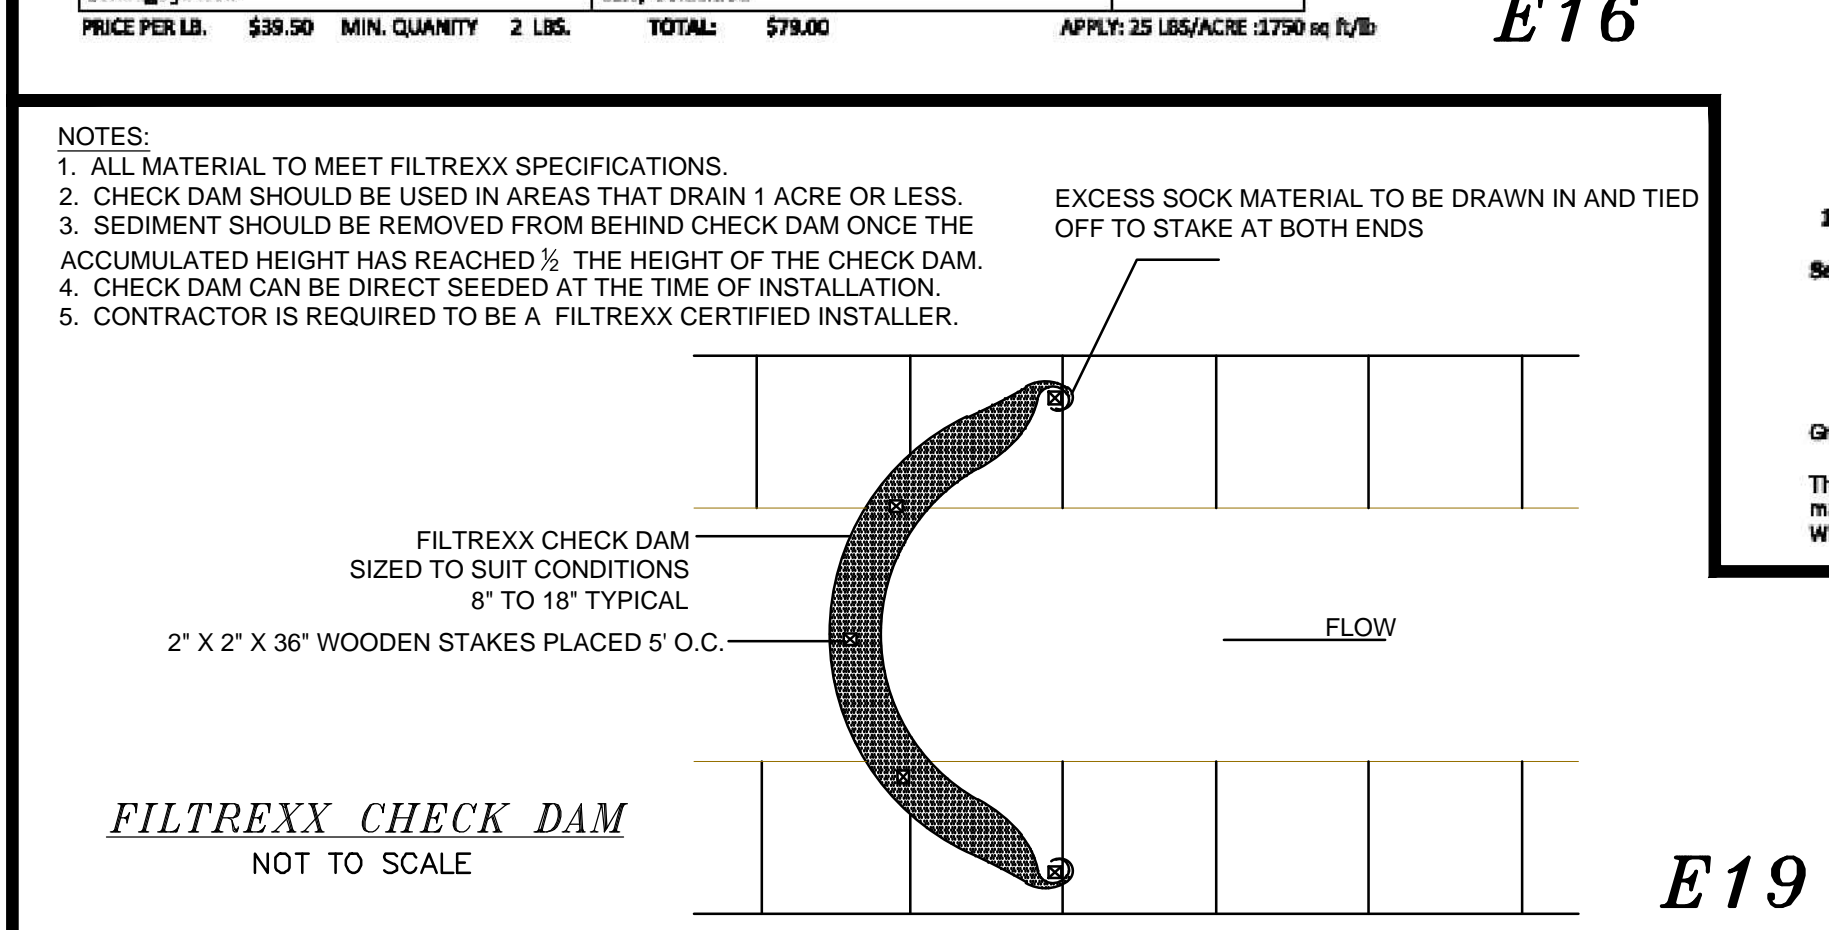 PRICE PER LB. $39.50 MIN. QUANITY 2 LBS. TOTAL: $79.00 APPLY: 25 LBS/ACRE :1750 sq ft/lb
E16
NOTES:
1. ALL MATERIAL TO MEET FILTREXX SPECIFICATIONS.
2. CHECK DAM SHOULD BE USED IN AREAS THAT DRAIN 1 ACRE OR LESS.
3. SEDIMENT SHOULD BE REMOVED FROM BEHIND CHECK DAM ONCE THE
ACCUMULATED HEIGHT HAS REACHED ½ THE HEIGHT OF THE CHECK DAM.
4. CHECK DAM CAN BE DIRECT SEEDED AT THE TIME OF INSTALLATION.
5. CONTRACTOR IS REQUIRED TO BE A FILTREXX CERTIFIED INSTALLER.
EXCESS SOCK MATERIAL TO BE DRAWN IN AND TIED
OFF TO STAKE AT BOTH ENDS
FILTREXX CHECK DAM
SIZED TO SUIT CONDITIONS
8" TO 18" TYPICAL
2" X 2" X 36" WOODEN STAKES PLACED 5' O.C.
FLOW
FILTREXX CHECK DAM
NOT TO SCALE
E19